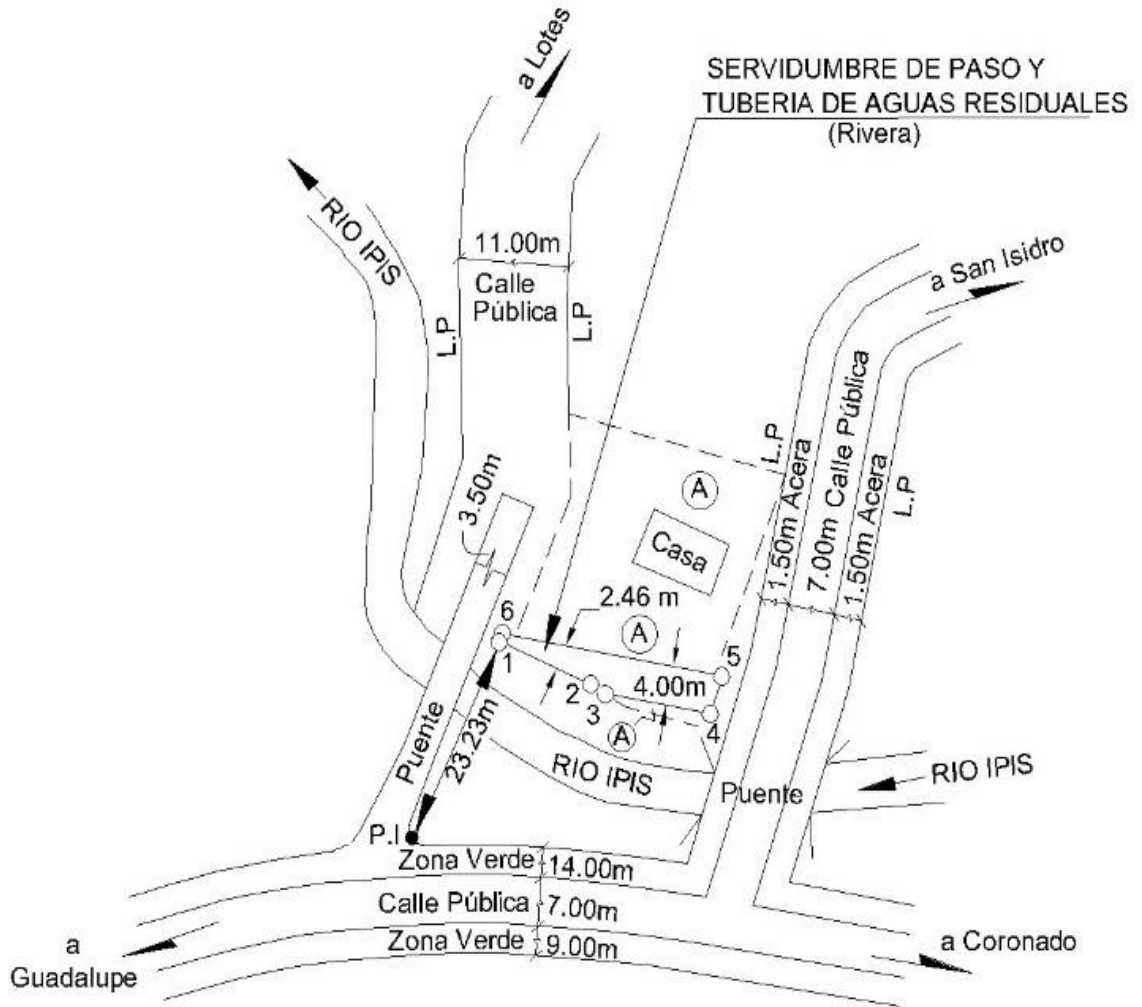 a Lotes
SERVIDUMBRE DE PASO Y
TUBERIA DE AGUAS RESIDUALES
(Rivera)
RIO IPIS
11.00m
Calle
Pública
L.P
L.P
a San Isidro
3.50m
L.P
1.50m Acera
7.00m Calle Pública
1.50m Acera
L.P
A
Casa
2.46 m
A
6
1
5
2
3
4.00m
4
A
Puente
23.23m
RIO IPIS
Puente
RIO IPIS
P.I
Zona Verde
14.00m
Calle Pública
7.00m
Zona Verde
9.00m
a
Guadalupe
a Coronado